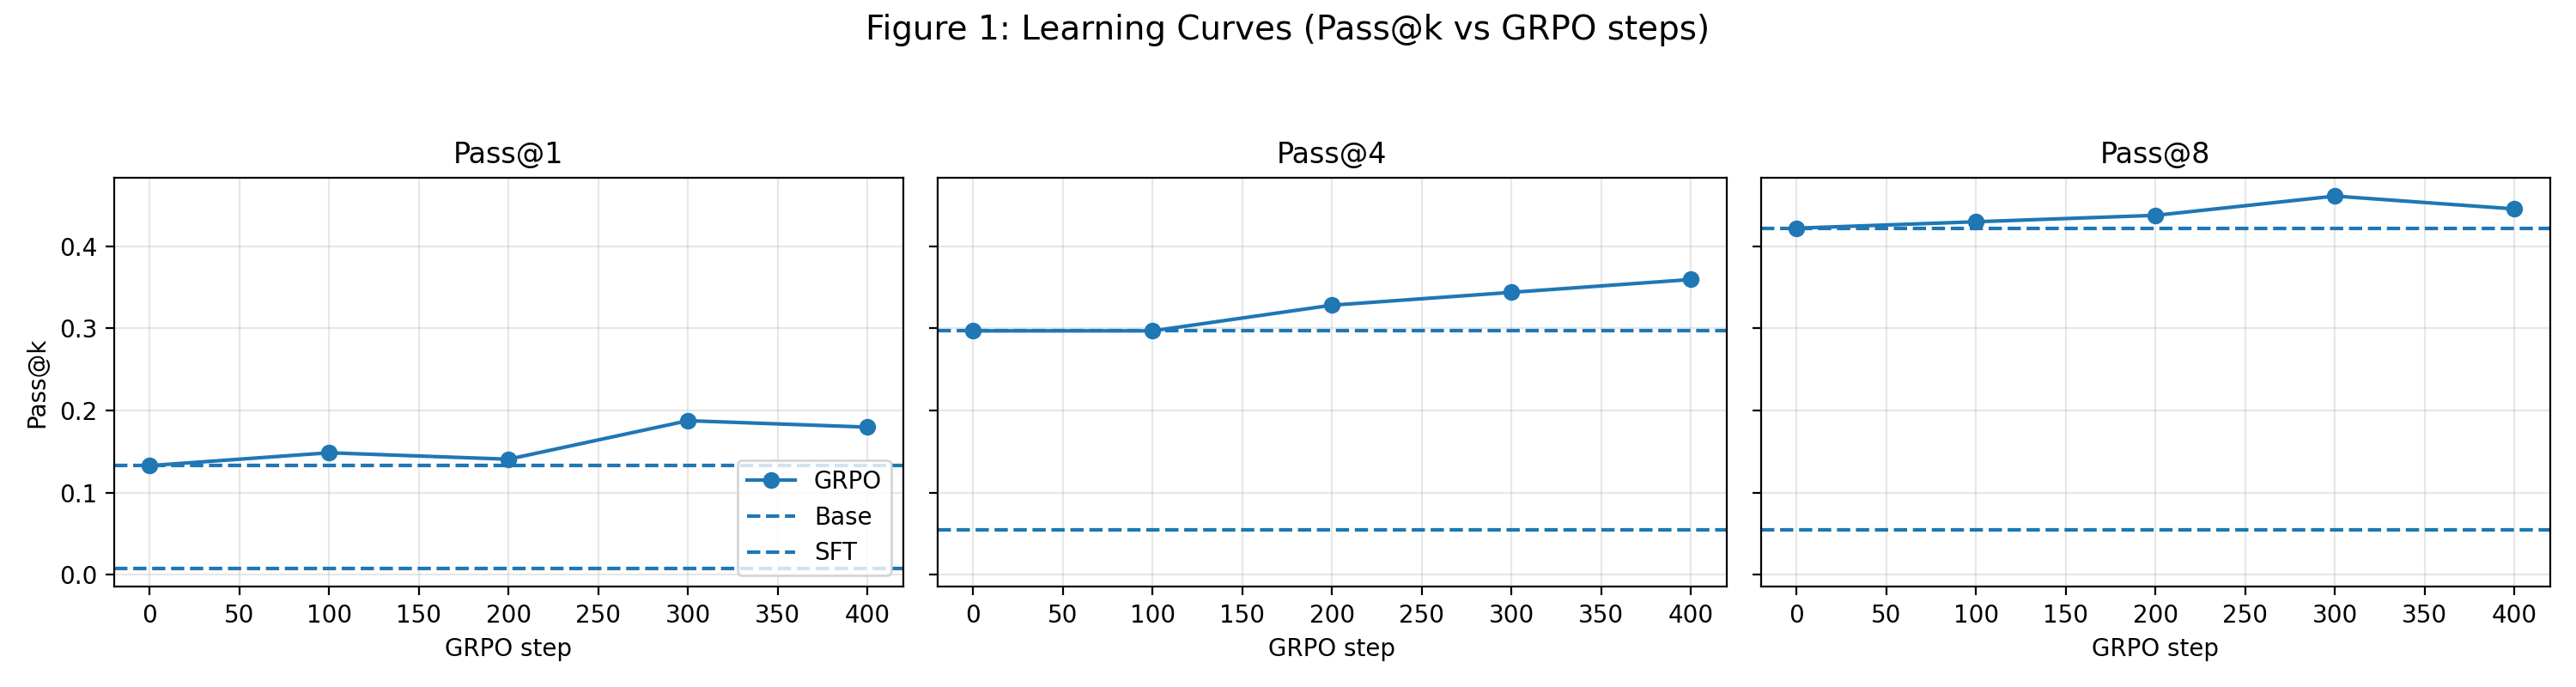 Figure 1: Learning Curves (Pass@k vs GRPO steps)
Pass@1
Pass@4
Pass@8
Pass@k
0.4
0.3
0.2
0.1
0.0
GRPO
Base
SFT
0 50 100 150 200 250 300 350 400
0 50 100 150 200 250 300 350 400
0 50 100 150 200 250 300 350 400
GRPO step
GRPO step
GRPO step